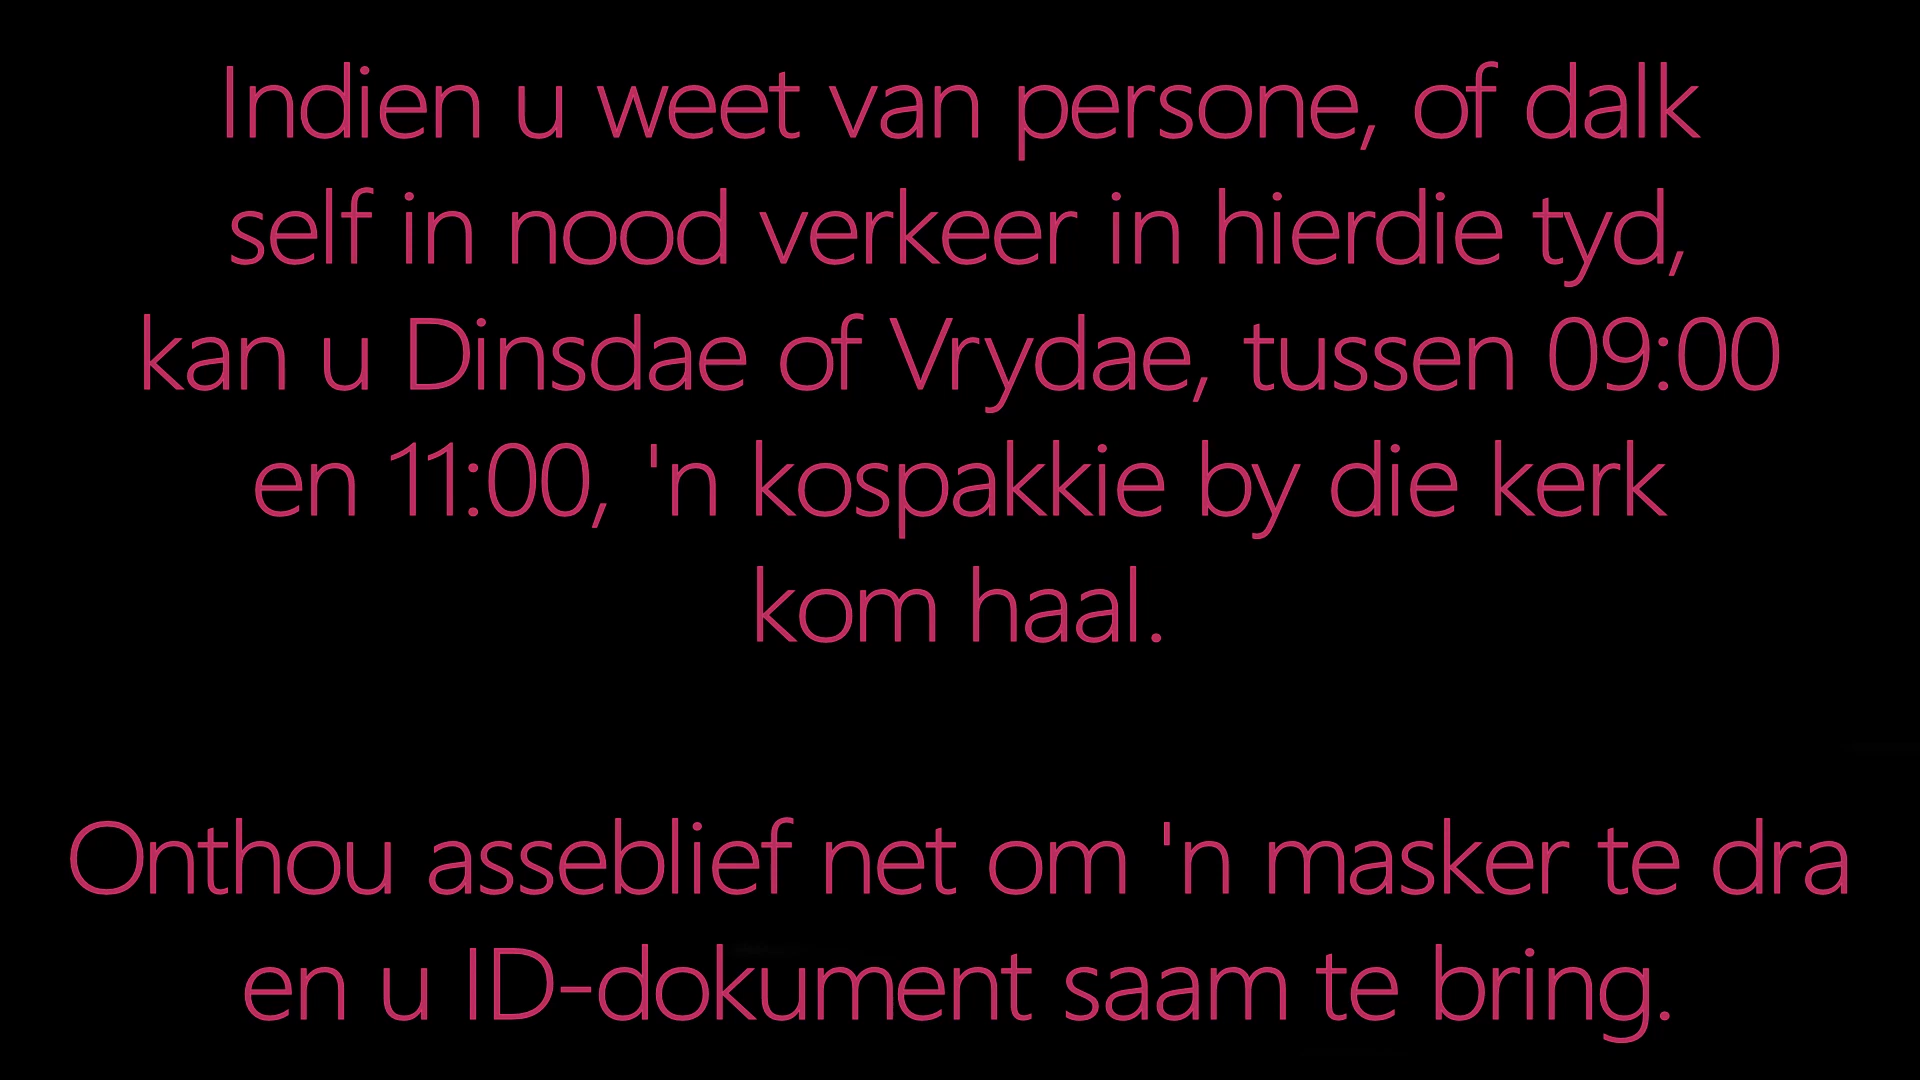 Indien u weet van persone, of dalk
self in nood verkeer in hierdie tyd,
kan u Dinsdae of Vrydae, tussen 09:00
en 11:00, 'n kospakkie by die kerk
kom haal.
Onthou asseblief net om 'n masker te dra
en u ID-dokument saam te bring.